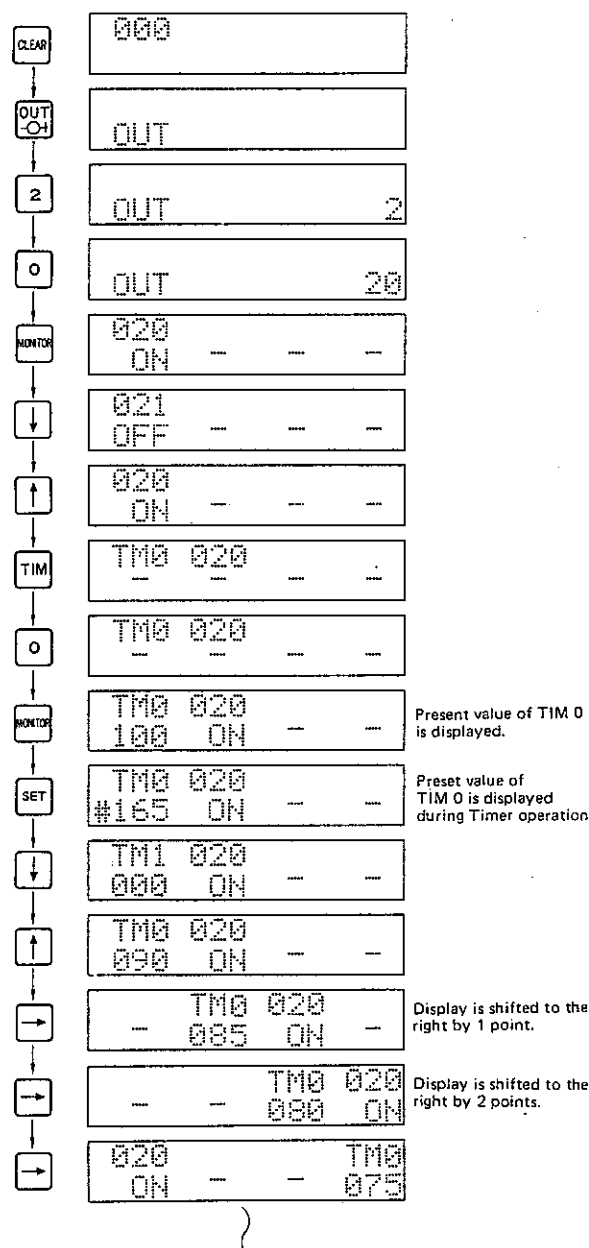 CLEAR
000
OUT
OUT
2
OUT 2
0
OUT 20
MONITOR
020
ON — — —
↓
021
OFF — — —
↑
020
ON — — —
TIM
TM0 020
— — — —
0
TM0 020
— — — —
MONITOR
TM0 020
100 ON — —
Present value of TIM 0
is displayed.
SET
TM0 020
#165 ON — —
Preset value of
TIM 0 is displayed
during Timer operation
↓
TM1 020
000 ON — —
↑
TM0 020
090 ON — —
→
TM0 020
— 085 ON —
Display is shifted to the
right by 1 point.
→
TM0 020
— — 080 ON
Display is shifted to the
right by 2 points.
→
020 TM0
ON — — 075